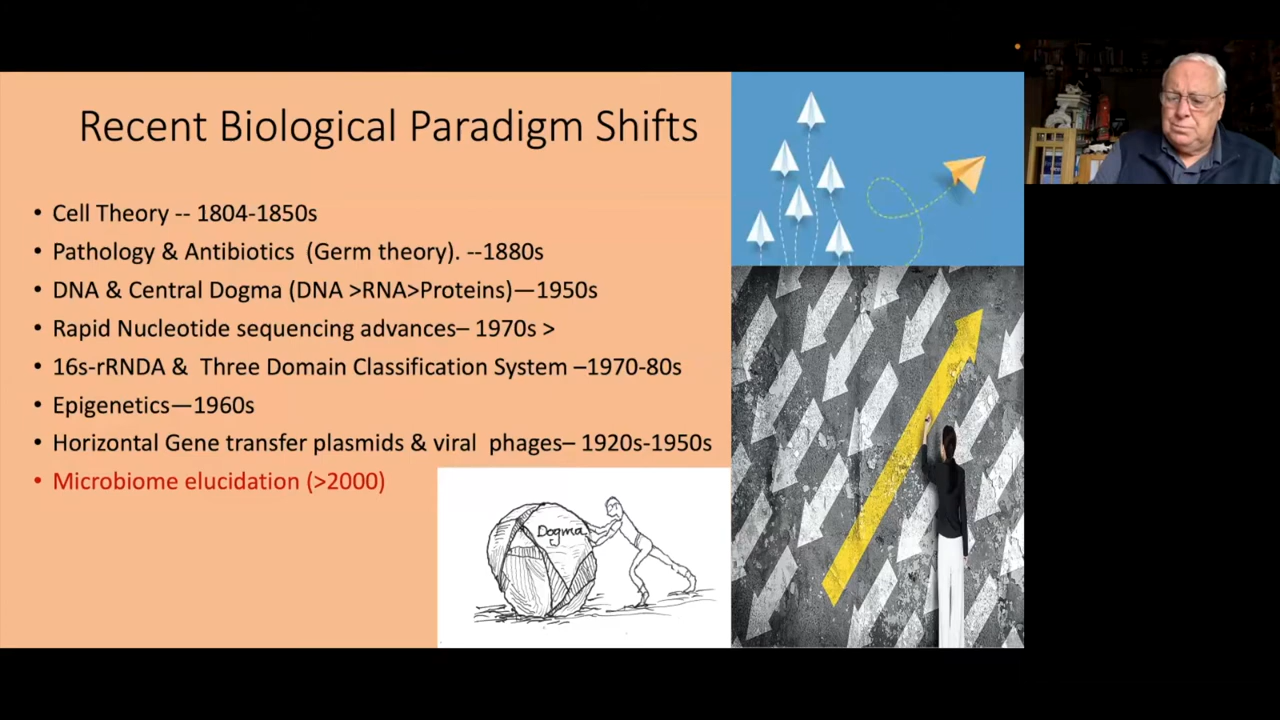 Recent Biological Paradigm Shifts
• Cell Theory -- 1804-1850s
• Pathology & Antibiotics (Germ theory). --1880s
• DNA & Central Dogma (DNA >RNA>Proteins)—1950s
• Rapid Nucleotide sequencing advances– 1970s >
• 16s-rRNDA & Three Domain Classification System –1970-80s
• Epigenetics—1960s
• Horizontal Gene transfer plasmids & viral phages– 1920s-1950s
• Microbiome elucidation (>2000)
Dogma